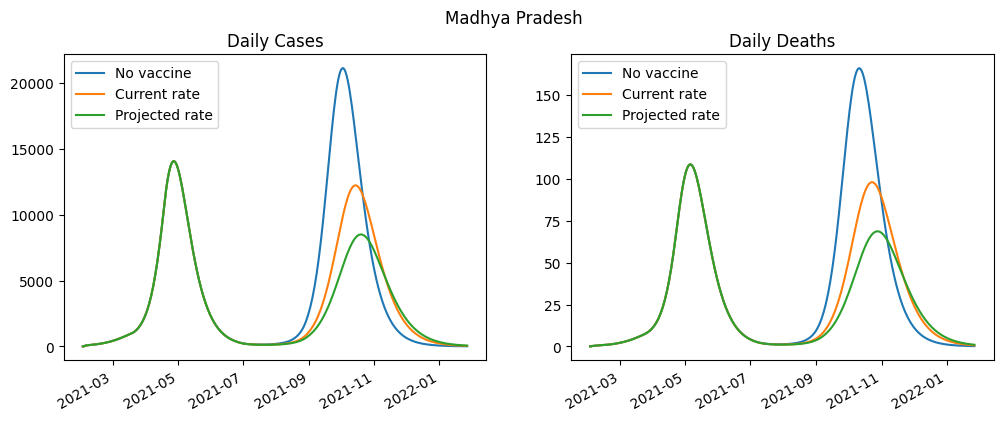 Madhya Pradesh
Daily Cases
No vaccine
Current rate
Projected rate
20000
15000
10000
5000
0
2021-03
2021-05
2021-07
2021-09
2021-11
2022-01
Daily Deaths
No vaccine
Current rate
Projected rate
150
125
100
75
50
25
0
2021-03
2021-05
2021-07
2021-09
2021-11
2022-01